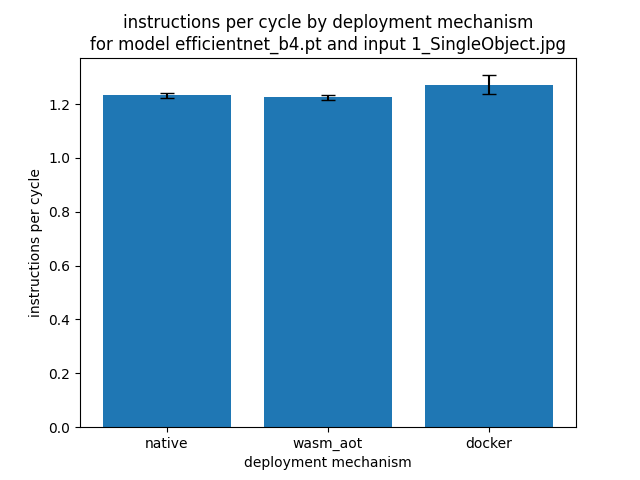 instructions per cycle by deployment mechanism
for model efficientnet_b4.pt and input 1_SingleObject.jpg
instructions per cycle
1.2
1.0
0.8
0.6
0.4
0.2
0.0
native
wasm_aot
docker
deployment mechanism